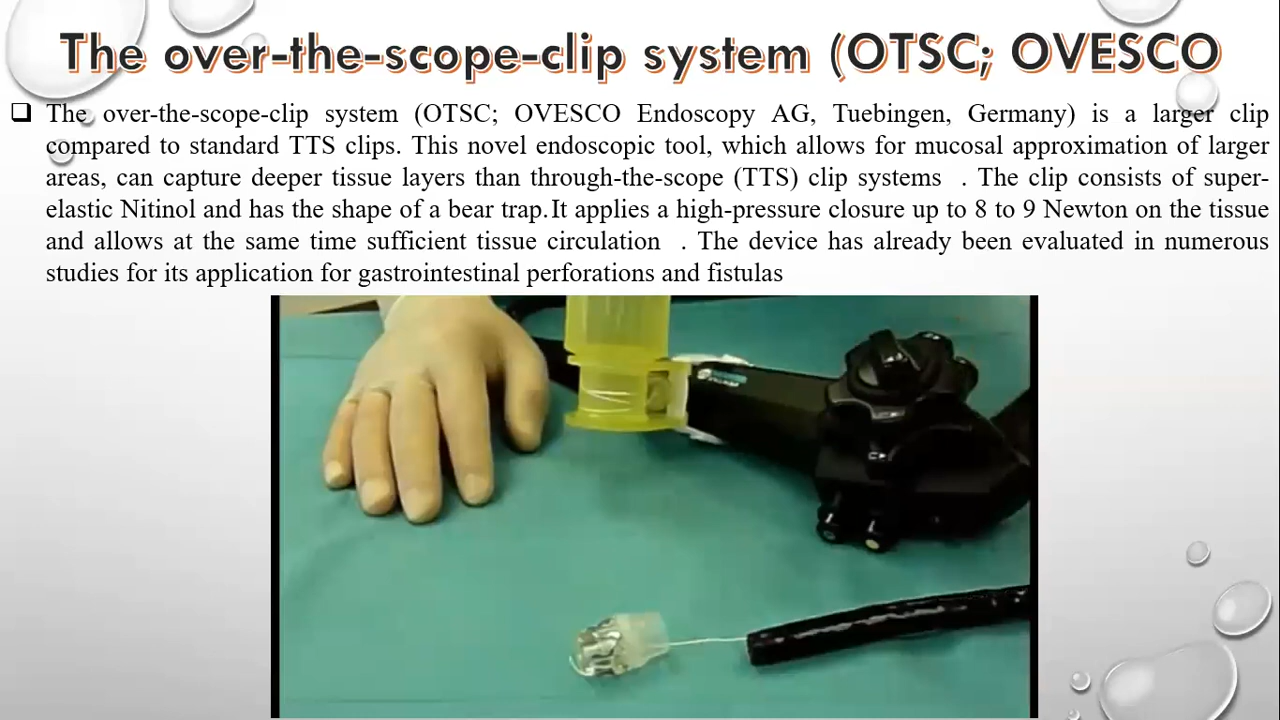 The over-the-scope-clip system (OTSC; OVESCO
❑ The over-the-scope-clip system (OTSC; OVESCO Endoscopy AG, Tuebingen, Germany) is a larger clip
compared to standard TTS clips. This novel endoscopic tool, which allows for mucosal approximation of larger
areas, can capture deeper tissue layers than through-the-scope (TTS) clip systems . The clip consists of super-
elastic Nitinol and has the shape of a bear trap.It applies a high-pressure closure up to 8 to 9 Newton on the tissue
and allows at the same time sufficient tissue circulation . The device has already been evaluated in numerous
studies for its application for gastrointestinal perforations and fistulas